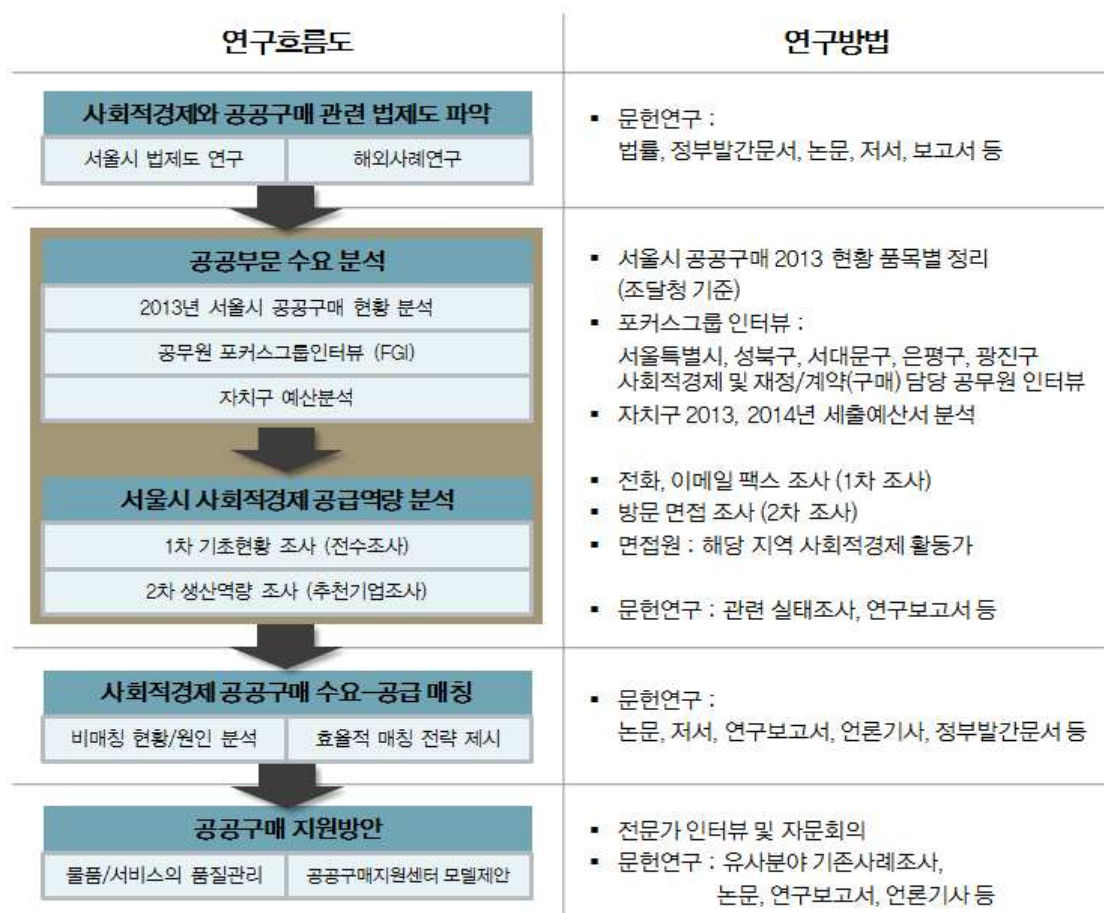 연구흐름도
연구방법
사회적경제와 공공구매 관련 법제도 파악
서울시 법제도 연구
해외사례연구
▪ 문헌연구 :
법률, 정부발간문서, 논문, 저서, 보고서 등
공공부문 수요 분석
2013년 서울시 공공구매 현황 분석
공무원 포커스그룹인터뷰 (FGI)
자치구 예산분석
▪ 서울시 공공구매 2013 현황 품목별 정리
(조달청 기준)
▪ 포커스그룹 인터뷰 :
서울특별시, 성북구, 서대문구, 은평구, 광진구
사회적경제 및 재정/계약(구매) 담당 공무원 인터뷰
▪ 자치구 2013, 2014년 세출예산서 분석
서울시 사회적경제 공급역량 분석
1차 기초현황 조사 (전수조사)
2차 생산역량 조사 (추천기업조사)
▪ 전화, 이메일 팩스 조사 (1차 조사)
▪ 방문 면접 조사 (2차 조사)
▪ 면접원 : 해당 지역 사회적경제 활동가
▪ 문헌연구 : 관련 실태조사, 연구보고서 등
사회적경제 공공구매 수요-공급 매칭
비매칭 현황/원인 분석
효율적 매칭 전략 제시
▪ 문헌연구 :
논문, 저서, 연구보고서, 언론기사, 정부발간문서 등
공공구매 지원방안
물품/서비스의 품질관리
공공구매지원센터 모델제안
▪ 전문가 인터뷰 및 자문회의
▪ 문헌연구 : 유사분야 기존사례조사,
논문, 연구보고서, 언론기사 등